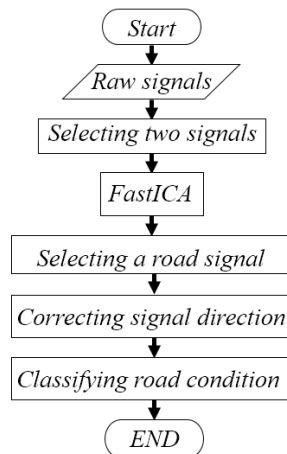 Start
Raw signals
Selecting two signals
FastICA
Selecting a road signal
Correcting signal direction
Classifying road condition
END